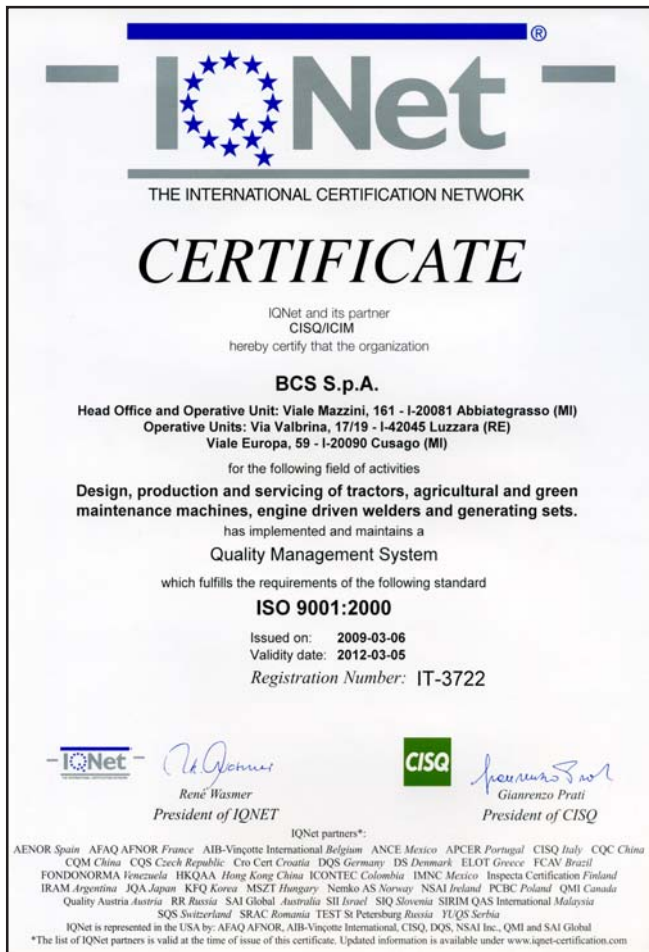 ®
IQNet
THE INTERNATIONAL CERTIFICATION NETWORK
CERTIFICATE
IQNet and its partner
CISQ/ICIM
hereby certify that the organization
BCS S.p.A.
Head Office and Operative Unit: Viale Mazzini, 161 - I-20081 Abbiategrasso (MI)
Operative Units: Via Valbrina, 17/19 - I-42045 Luzzara (RE)
Viale Europa, 59 - I-20090 Cusago (MI)
for the following field of activities
Design, production and servicing of tractors, agricultural and green
maintenance machines, engine driven welders and generating sets.
has implemented and maintains a
Quality Management System
which fulfills the requirements of the following standard
ISO 9001:2000
Issued on: 2009-03-06
Validity date: 2012-03-05
Registration Number: IT-3722
IQNet
CISQ
René Wasmer
Gianrenzo Prati
President of IQNET
President of CISQ
IQNet partners*:
AENOR Spain AFAQ AFNOR France AIB-Vinçotte International Belgium ANCE Mexico APCER Portugal CISQ Italy CQC China
CQM China CQS Czech Republic Cro Cert Croatia DQS Germany DS Denmark ELOT Greece FCAV Brazil
FONDONORMA Venezuela HKQAA Hong Kong China ICONTEC Colombia IMNC Mexico Inspecta Certification Finland
IRAM Argentina JQA Japan KFQ Korea MSZT Hungary Nemko AS Norway NSAI Ireland PCBC Poland QMI Canada
Quality Austria Austria RR Russia SAI Global Australia SII Israel SIQ Slovenia SIRIM QAS International Malaysia
SQS Switzerland SRAC Romania TEST St Petersburg Russia YUQS Serbia
IQNet is represented in the USA by: AFAQ AFNOR, AIB-Vinçotte International, CISQ, DQS, NSAI Inc., QMI and SAI Global
*The list of IQNet partners is valid at the time of issue of this certificate. Updated information is available under www.iqnet-certification.com